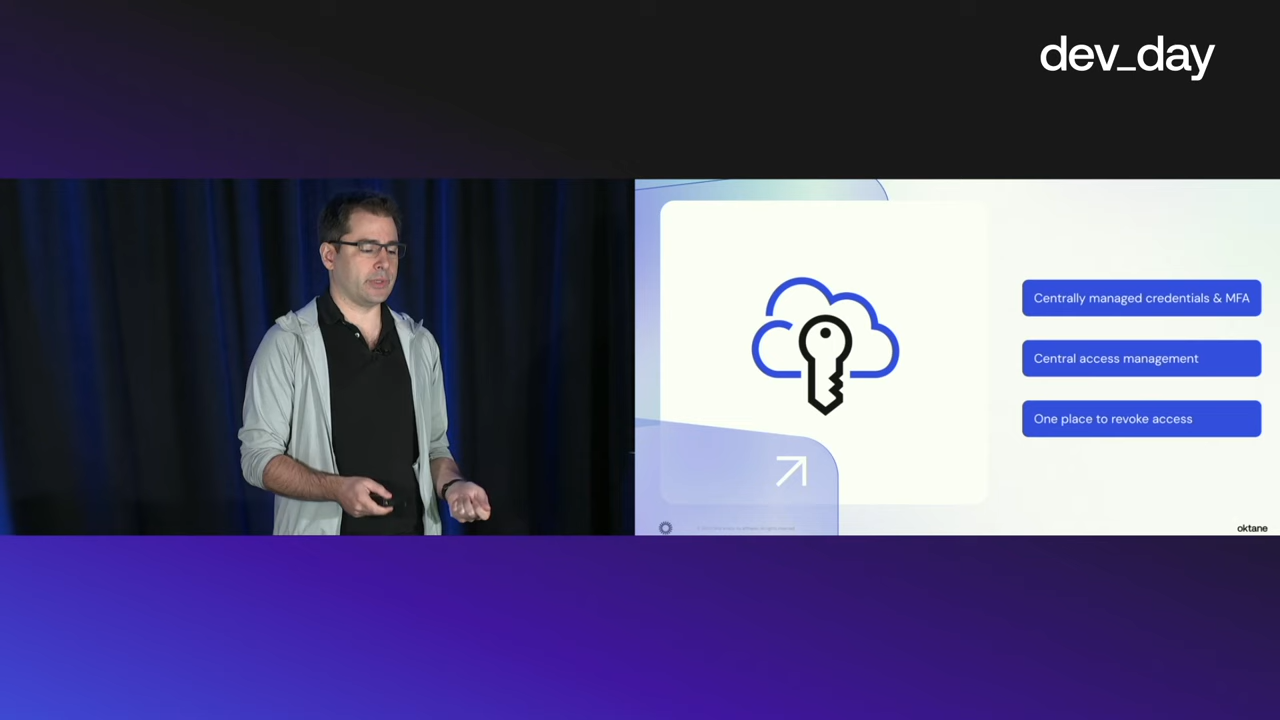 dev_day
Centrally managed credentials & MFA
Central access management
One place to revoke access
oktane